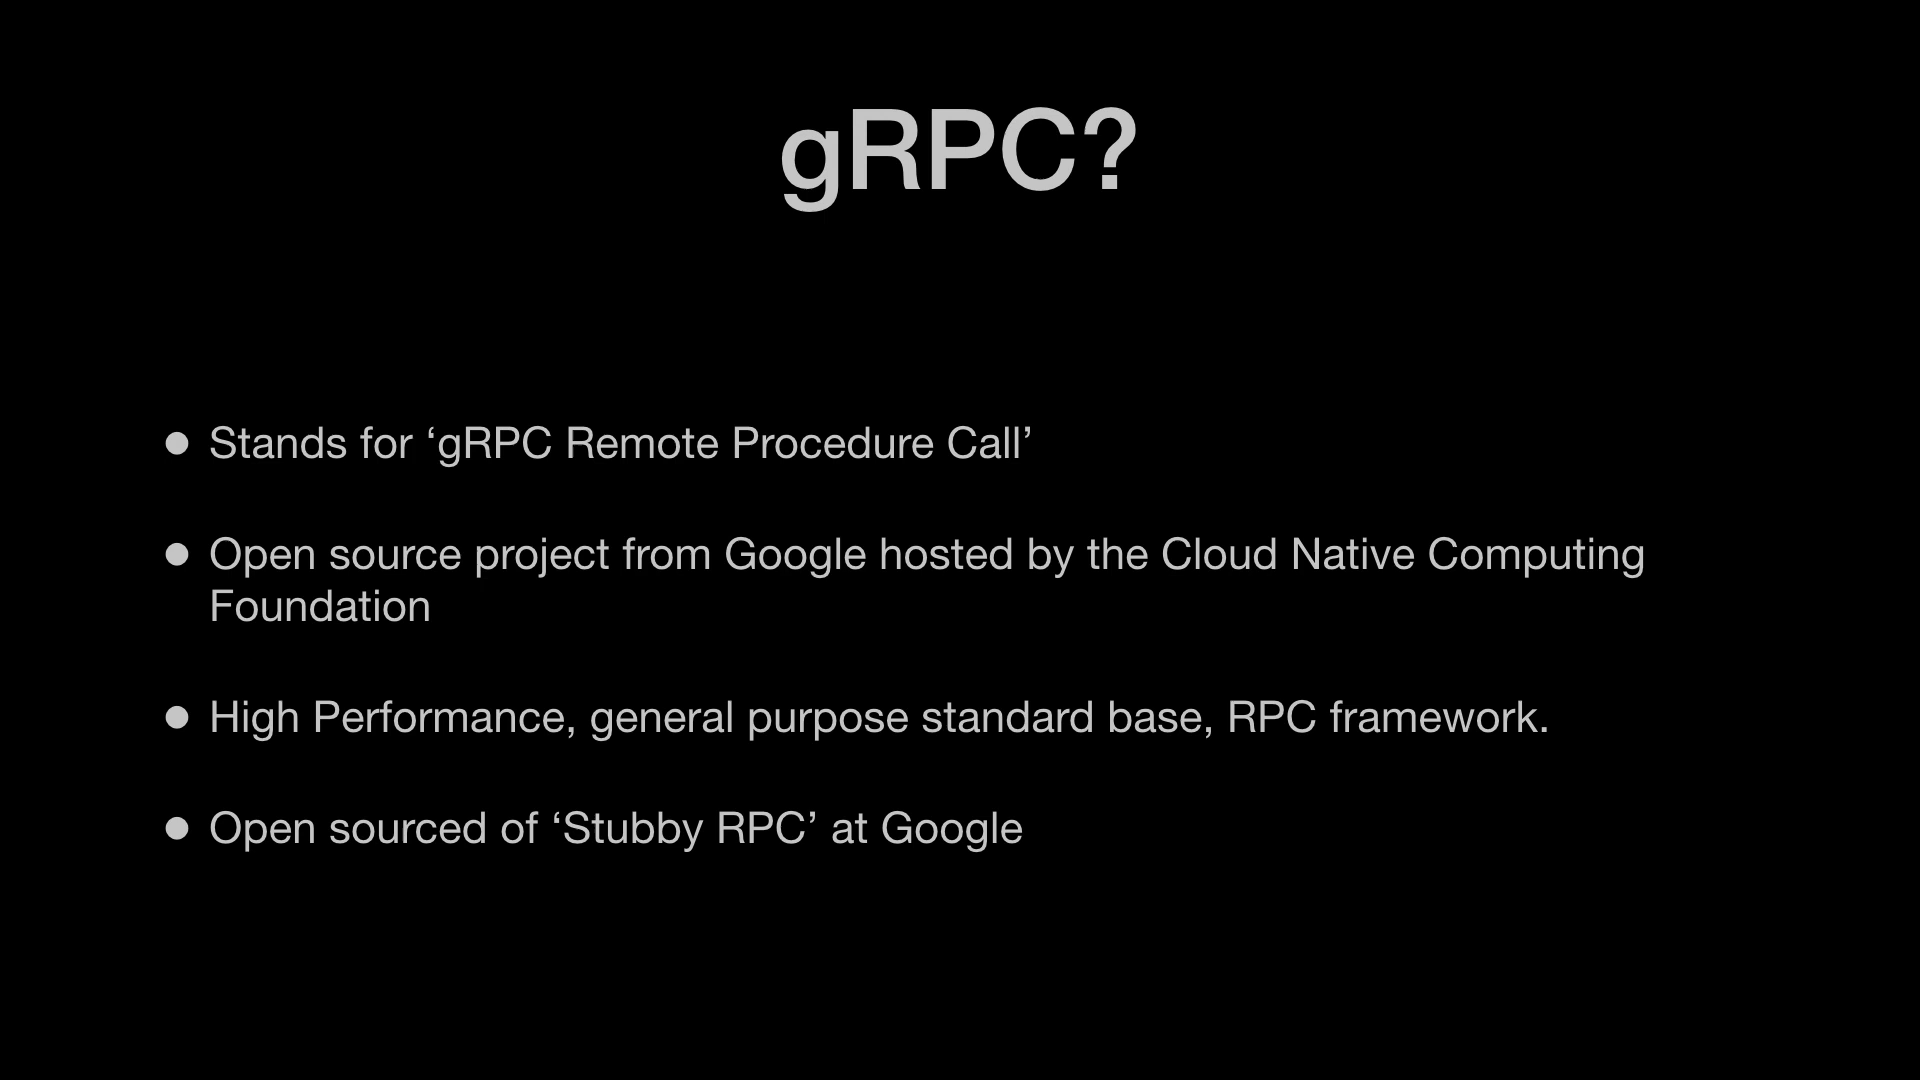 gRPC?
• Stands for ‘gRPC Remote Procedure Call’
• Open source project from Google hosted by the Cloud Native Computing
Foundation
• High Performance, general purpose standard base, RPC framework.
• Open sourced of ‘Stubby RPC’ at Google